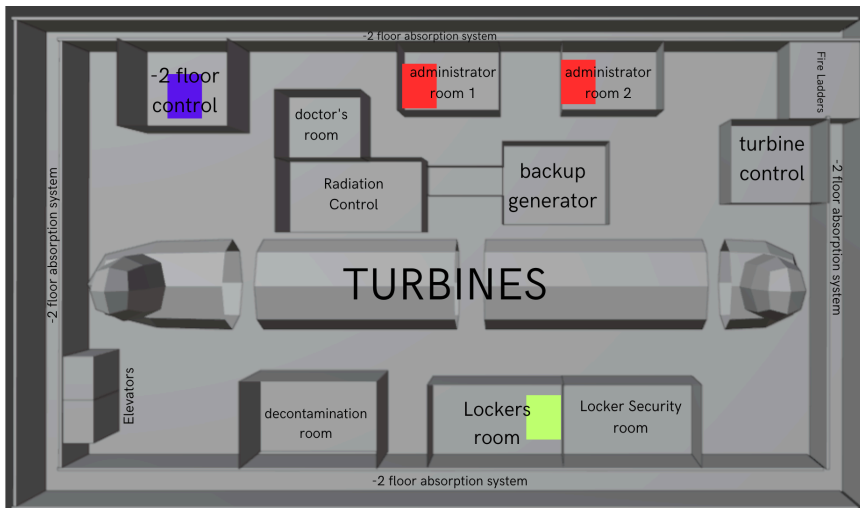 -2 floor absorption system
-2 floor
control
administrator
room 1
administrator
room 2
Fire Ladders
doctor's
room
turbine
control
backup
generator
Radiation
Control
-2 floor absorption system
-2 floor absorption system
TURBINES
Elevators
decontamination
room
Lockers
room
Locker Security
room
-2 floor absorption system